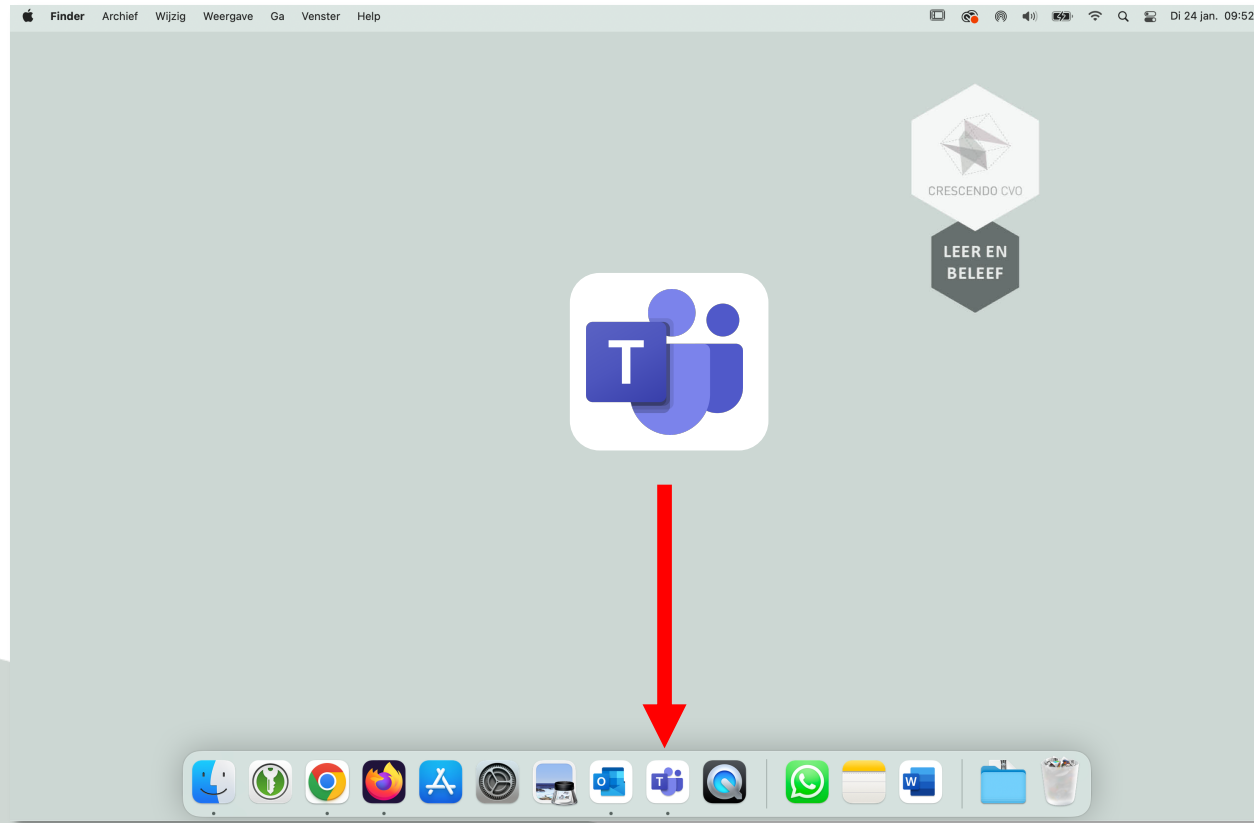 Finder Archief Wijzig Weergave Ga Venster Help Di 24 jan. 09:52
CRESCENDO CVO
LEER EN
BELEEF
T
O T
W